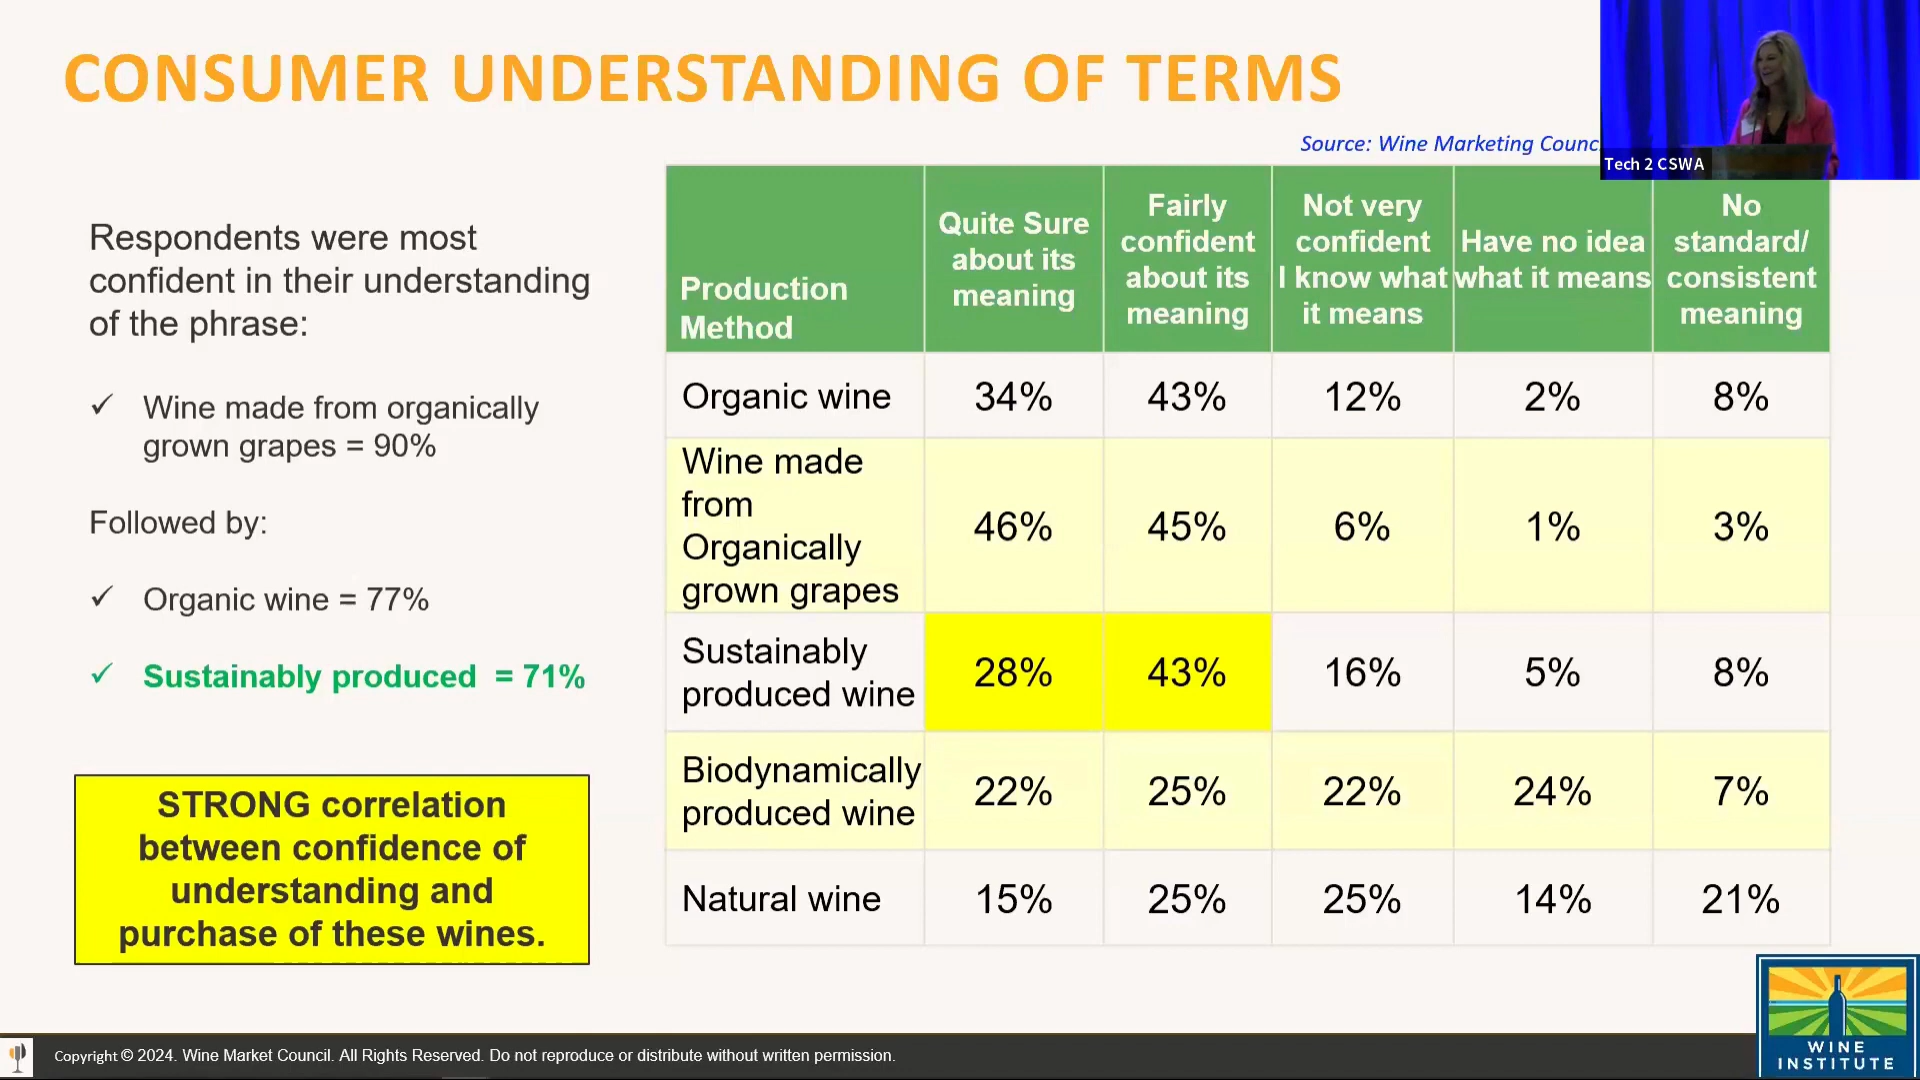 CONSUMER UNDERSTANDING OF TERMS
Source: Wine Marketing
Tech 2 CSWA
Respondents were most
confident in their understanding
of the phrase:
✓ Wine made from organically
grown grapes = 90%
Followed by:
✓ Organic wine = 77%
✓ Sustainably produced = 71%
STRONG correlation
between confidence of
understanding and
purchase of these wines.
Production
Method
Quite Sure
about its
meaning
Fairly
confident
about its
meaning
Not very
confident
I know what
it means
Have no idea
what it means
No
standard/
consistent
meaning
Organic wine 34% 43% 12% 2% 8%
Wine made
from
Organically
grown grapes
46% 45% 6% 1% 3%
Sustainably
produced wine
28% 43% 16% 5% 8%
Biodynamically
produced wine
22% 25% 22% 24% 7%
Natural wine 15% 25% 25% 14% 21%
WINE
INSTITUTE
Copyright © 2024. Wine Market Council. All Rights Reserved. Do not reproduce or distribute without written permission.